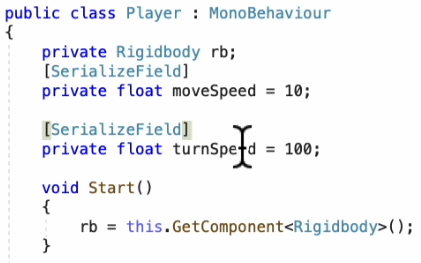 public class Player : MonoBehaviour
{
private Rigidbody rb;
[SerializeField]
private float moveSpeed = 10;
[SerializeField]
private float turnSpeed = 100;
void Start()
{
rb = this.GetComponent<Rigidbody>();
}